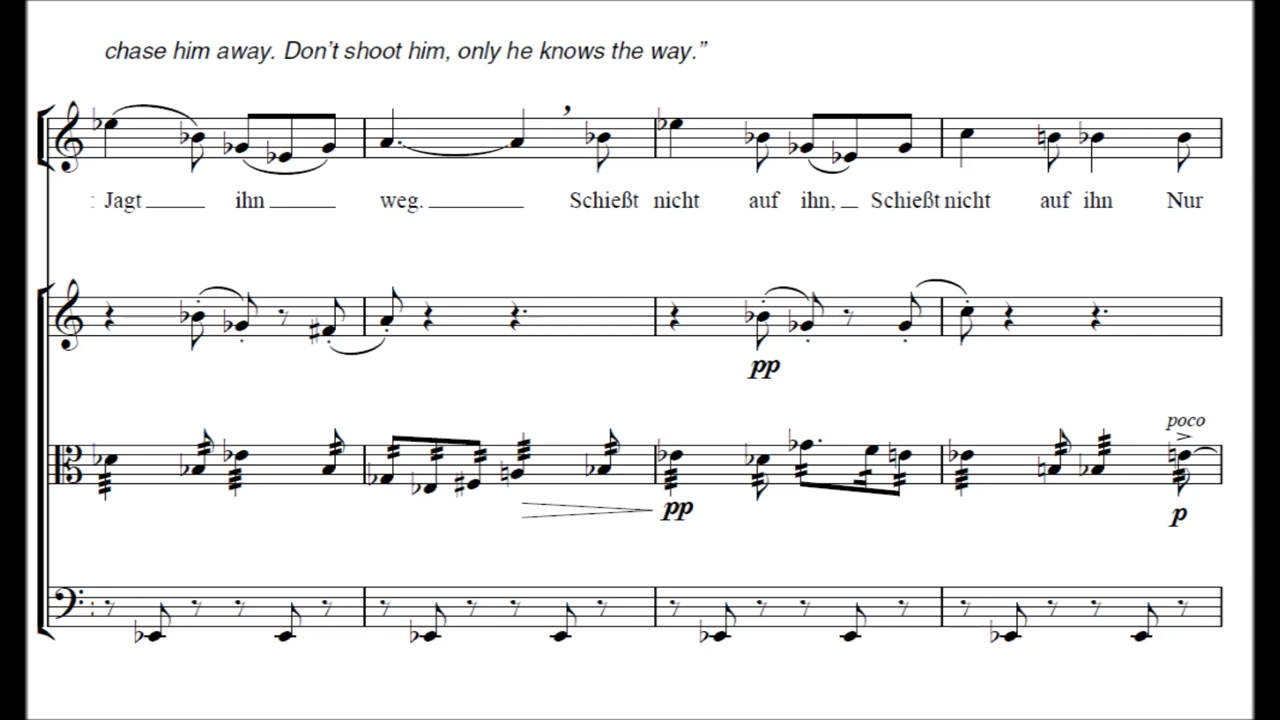 chase him away. Don't shoot him, only he knows the way.”
: Jagt ihn weg. Schießt nicht auf ihn, Schießt nicht auf ihn Nur
pp
poco
pp p